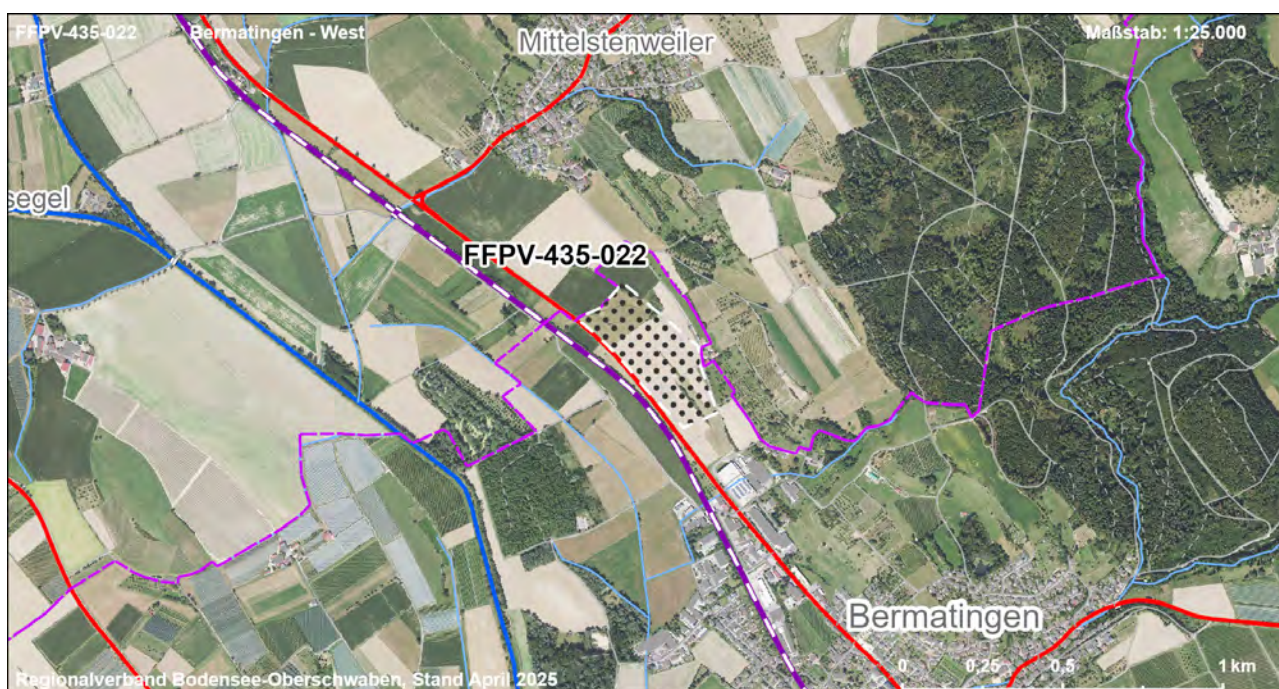 FFPV-435-022 Bermatingen - West Maßstab: 1:25.000
Mittelstenweiler
segel
FFPV-435-022
Bermatingen
0 0,25 0,5 1 km
Regionalverband Bodensee-Oberschwaben, Stand April 2025